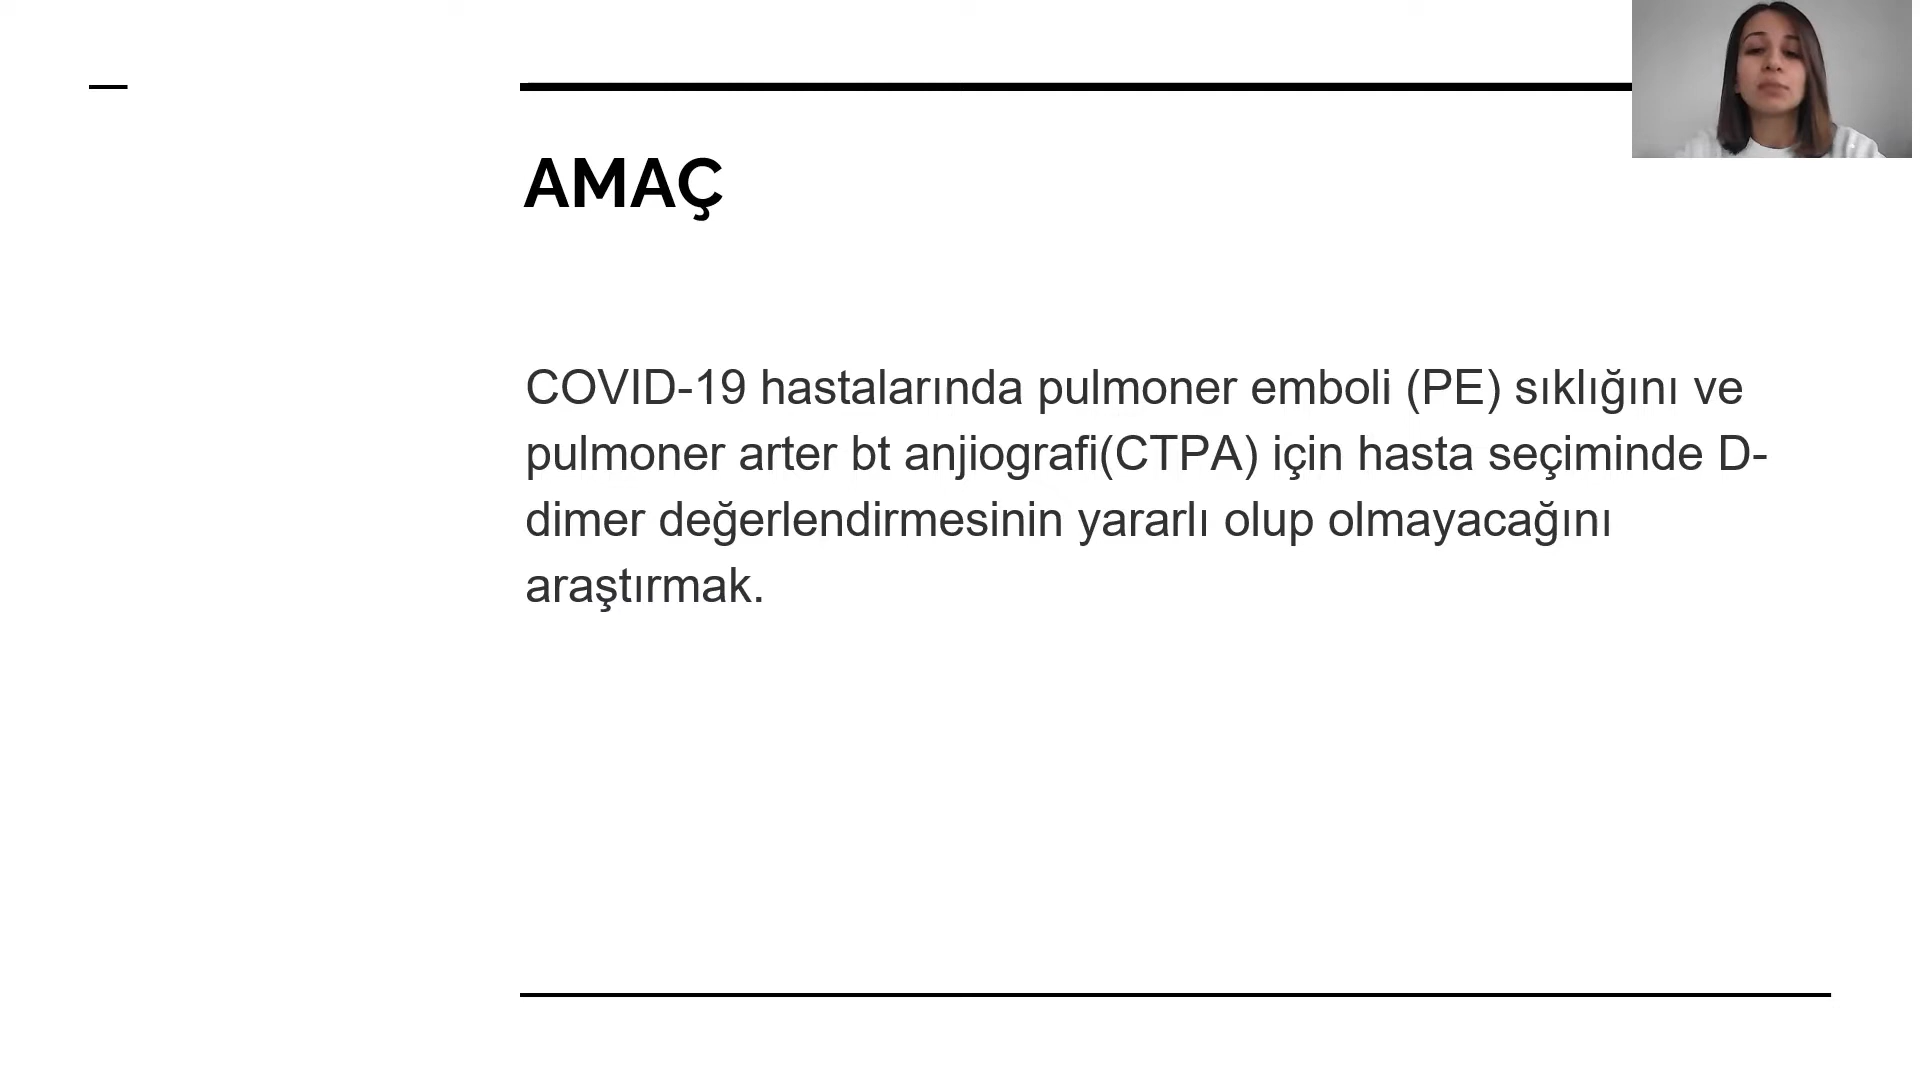 AMAÇ
COVID-19 hastalarında pulmoner emboli (PE) sıklığını ve
pulmoner arter bt anjiografi(CTPA) için hasta seçiminde D-
dimer değerlendirmesinin yararlı olup olmayacağını
araştırmak.